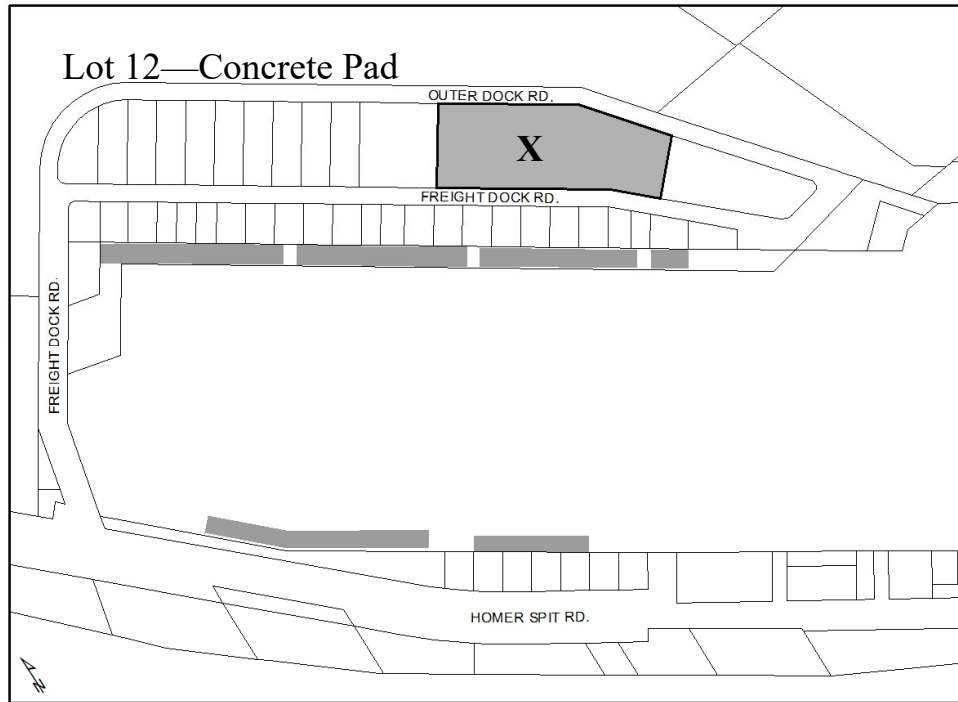 Lot 12—Concrete Pad
OUTER DOCK RD.
X
FREIGHT DOCK RD.
FREIGHT DOCK RD.
HOMER SPIT RD.
N